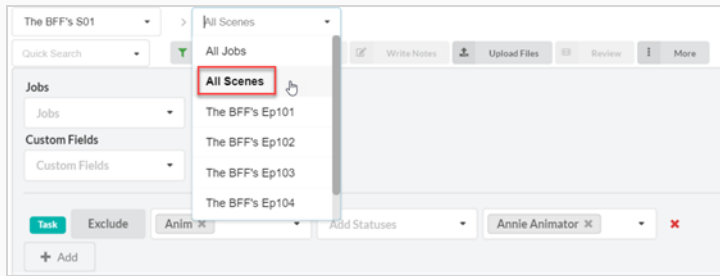 The BFF's S01 > All Scenes
Quick Search Write Notes Upload Files Review More
All Jobs
Jobs
All Scenes
Jobs
The BFF's Ep101
Custom Fields
The BFF's Ep102
Custom Fields
The BFF's Ep103
The BFF's Ep104
Task Exclude Anim Add Statuses Annie Animator
+ Add